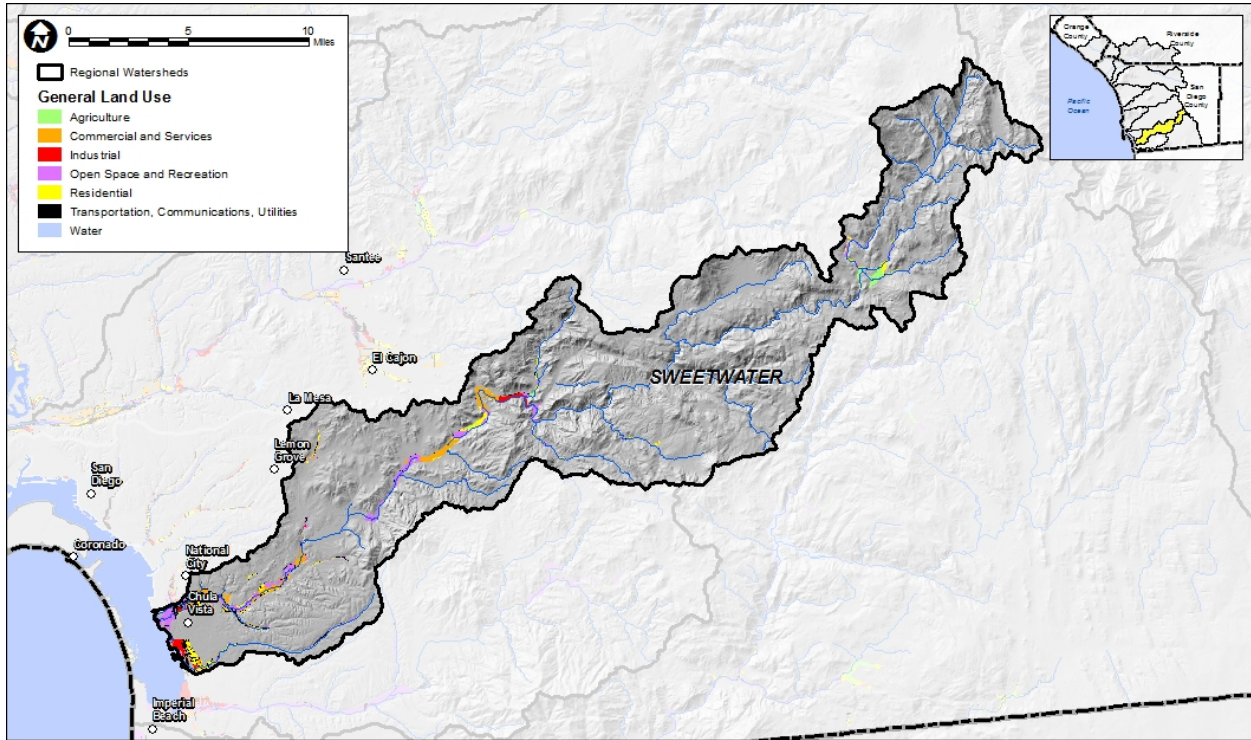 N
0 5 10
Miles
Regional Watersheds
General Land Use
Agriculture
Commercial and Services
Industrial
Open Space and Recreation
Residential
Transportation, Communications, Utilities
Water
Orange
County
Riverside
County
San
Diego
County
Pacific
Ocean
Santee
El Cajon
SWEETWATER
La Mesa
Lemon
Grove
San
Diego
Coronado
National
City
Chula
Vista
Imperial
Beach